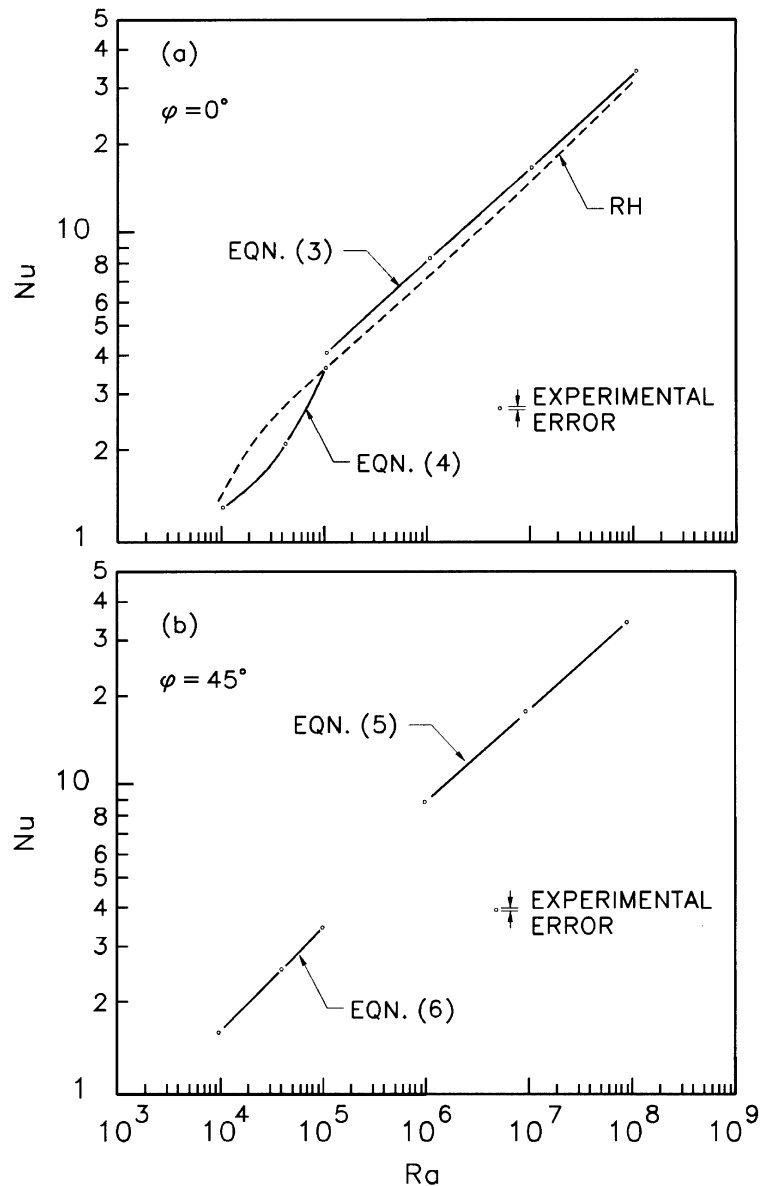 5
4
(a)
3
φ = 0°
2
RH
10
EQN. (3)
8
Nu
6
5
4
3
EXPERIMENTAL
ERROR
2
EQN. (4)
1
5
4
(b)
3
φ = 45°
2
EQN. (5)
10
8
Nu
6
5
4
EXPERIMENTAL
ERROR
3
2
EQN. (6)
1
10³ 10⁴ 10⁵ 10⁶ 10⁷ 10⁸ 10⁹
Ra